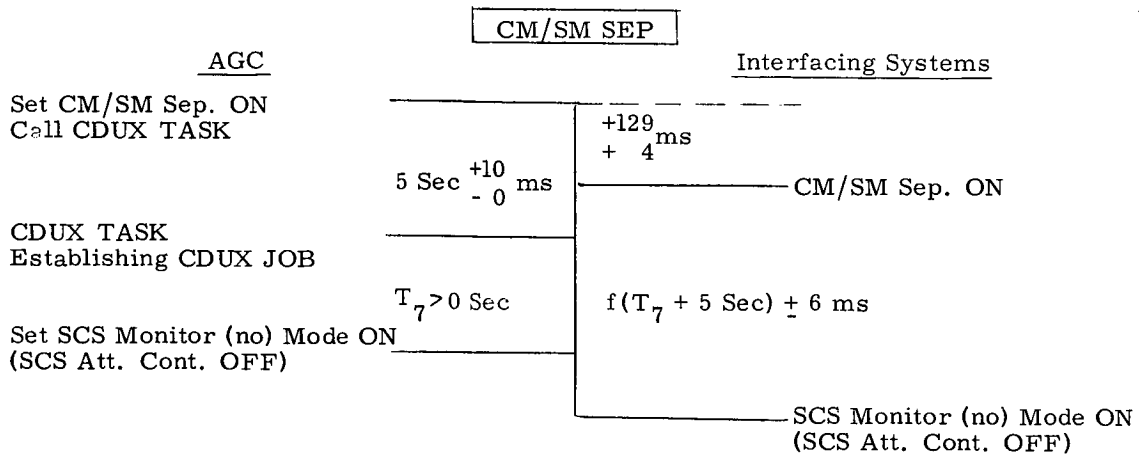 CM/SM SEP
AGC
Interfacing Systems
Set CM/SM Sep. ON
Call CDUX TASK
+129
+ 4 ms
5 Sec +10
- 0 ms
CM/SM Sep. ON
CDUX TASK
Establishing CDUX JOB
T7>0 Sec
f(T7 + 5 Sec) ± 6 ms
Set SCS Monitor (no) Mode ON
(SCS Att. Cont. OFF)
SCS Monitor (no) Mode ON
(SCS Att. Cont. OFF)